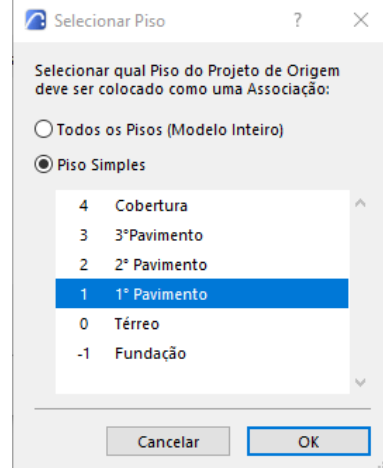 Selecionar Piso ? ×
Selecionar qual Piso do Projeto de Origem
deve ser colocado como uma Associação:
Todos os Pisos (Modelo Inteiro)
Piso Simples
4 Cobertura
3 3°Pavimento
2 2° Pavimento
1 1° Pavimento
0 Térreo
-1 Fundação
Cancelar OK